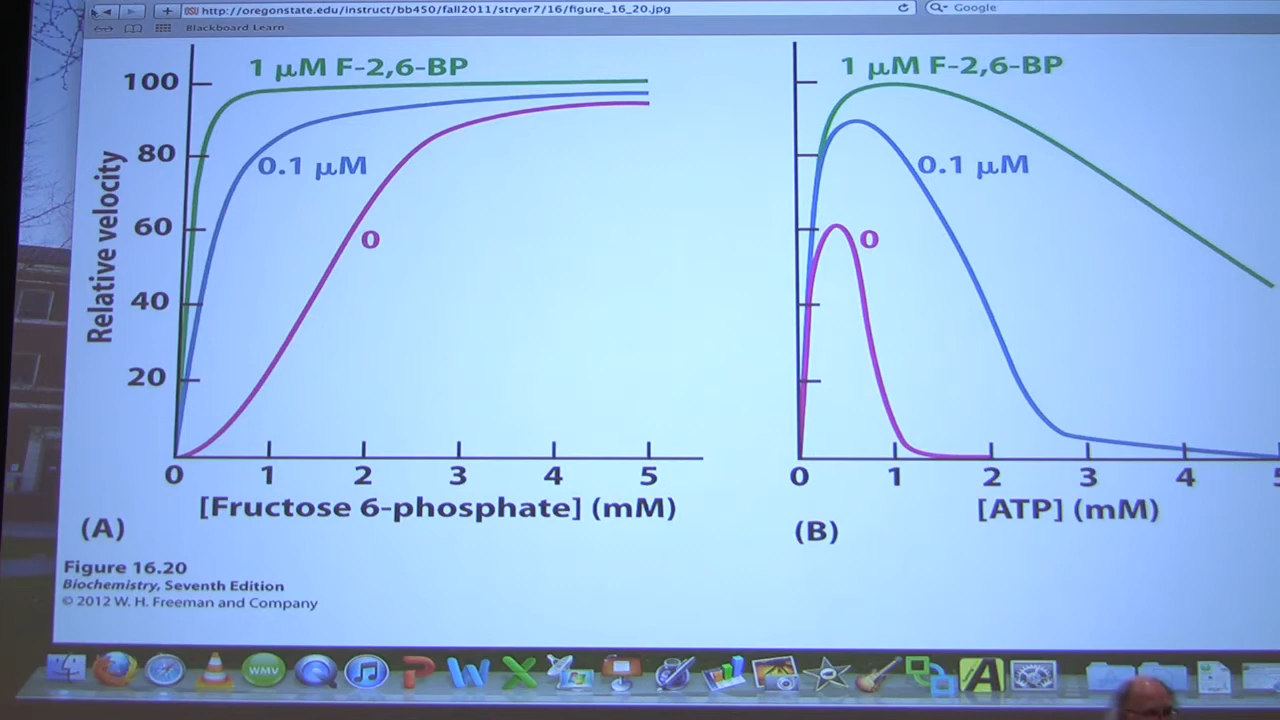 http://oregonstate.edu/instruct/bb450/fall2011/stryer7/16/figure_16_20.jpg
Google
Blackboard Learn
1 μM F-2,6-BP
0.1 μM
0
Relative velocity
100
80
60
40
20
0 1 2 3 4 5
[Fructose 6-phosphate] (mM)
(A)
1 μM F-2,6-BP
0.1 μM
0
0 1 2 3 4 5
[ATP] (mM)
(B)
Figure 16.20
Biochemistry, Seventh Edition
© 2012 W. H. Freeman and Company
WMV